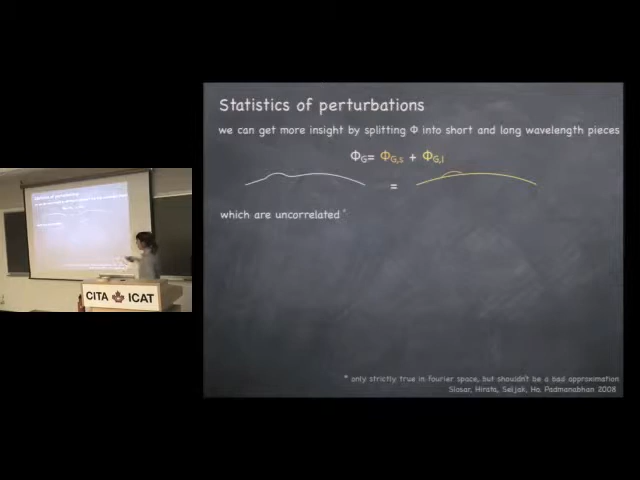 Statistics of perturbations
we can get more insight by splitting Φ into short and long wavelength pieces
ΦG= ΦG,s + ΦG,l
=
which are uncorrelated *
* only strictly true in fourier space, but shouldn't be a bad approximation
Slosar, Hirata, Seljak, Ho, Padmanabhan 2008
CITA ICAT